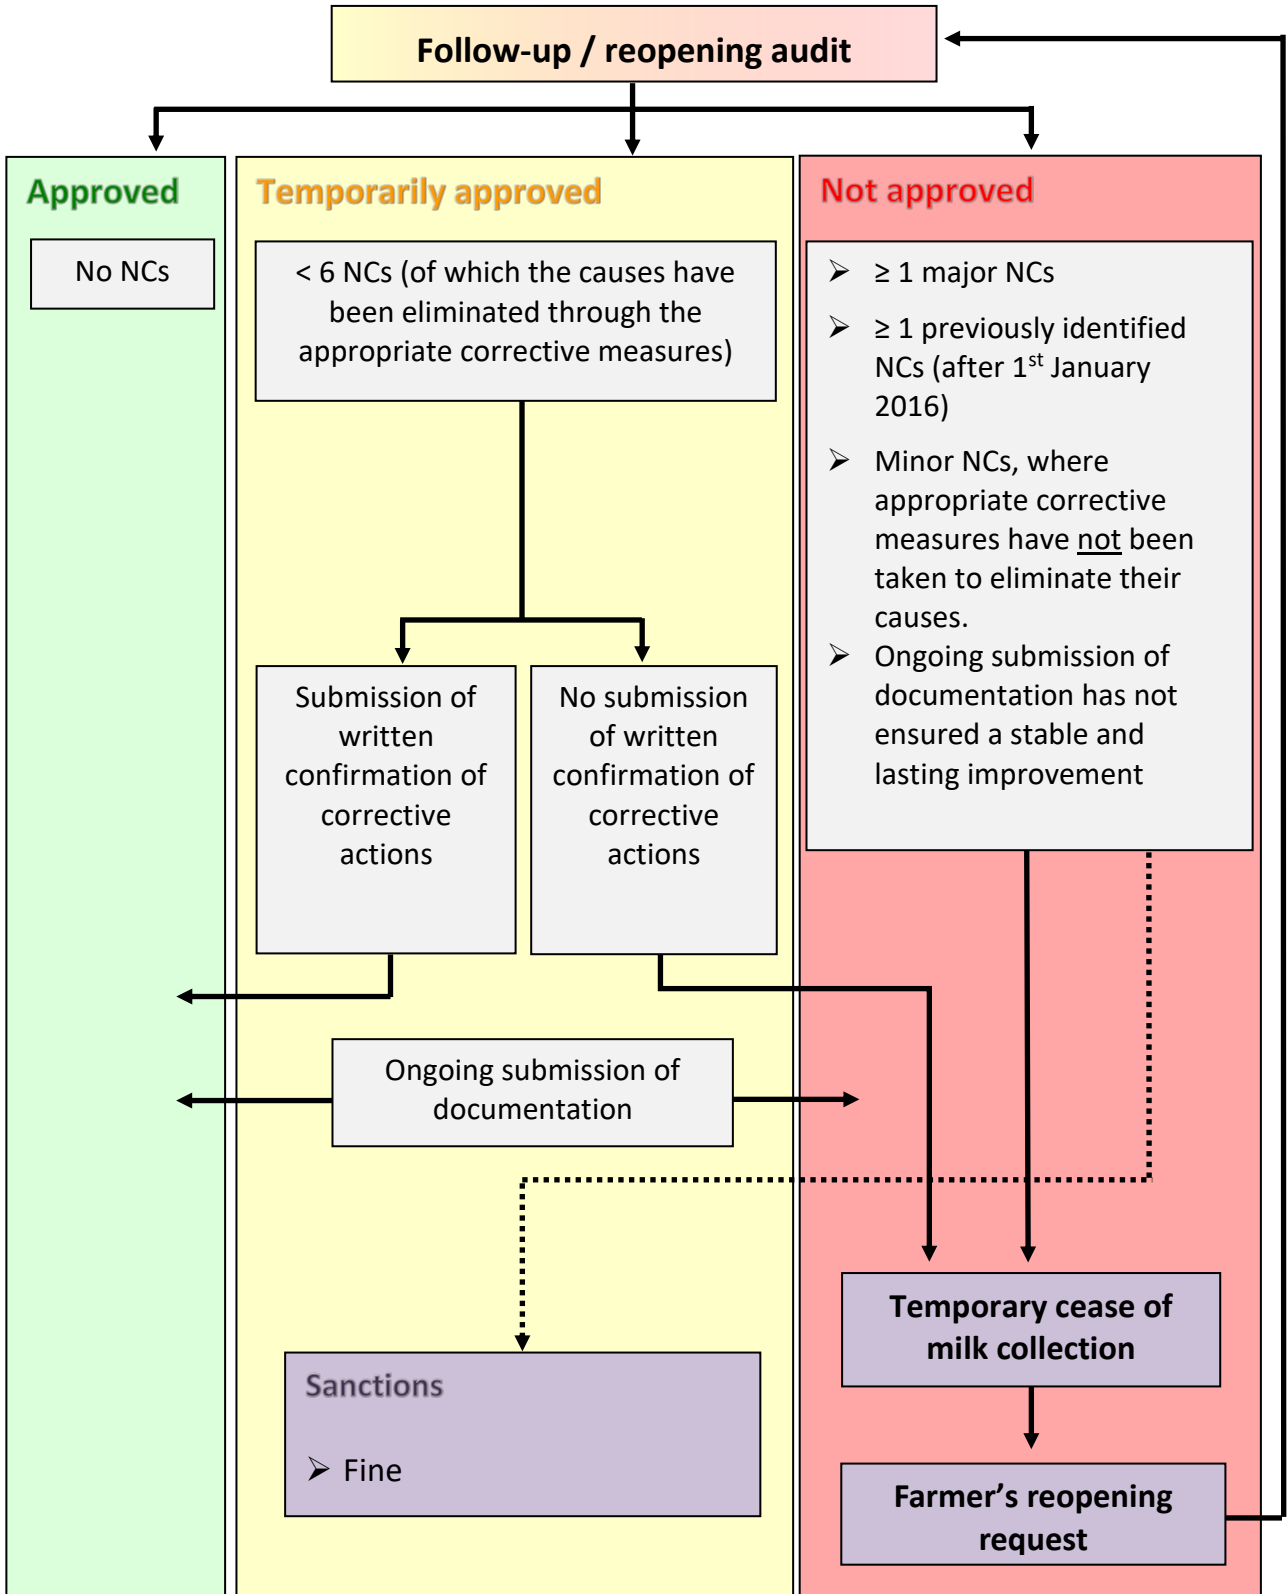 Follow-up / reopening audit
Approved
No NCs
Temporarily approved
< 6 NCs (of which the causes have
been eliminated through the
appropriate corrective measures)
Submission of
written
confirmation of
corrective
actions
No submission
of written
confirmation of
corrective
actions
Ongoing submission of
documentation
Sanctions
➢ Fine
Not approved
➢ ≥ 1 major NCs
➢ ≥ 1 previously identified
NCs (after 1st January
2016)
➢ Minor NCs, where
appropriate corrective
measures have not been
taken to eliminate their
causes.
➢ Ongoing submission of
documentation has not
ensured a stable and
lasting improvement
Temporary cease of
milk collection
Farmer’s reopening
request